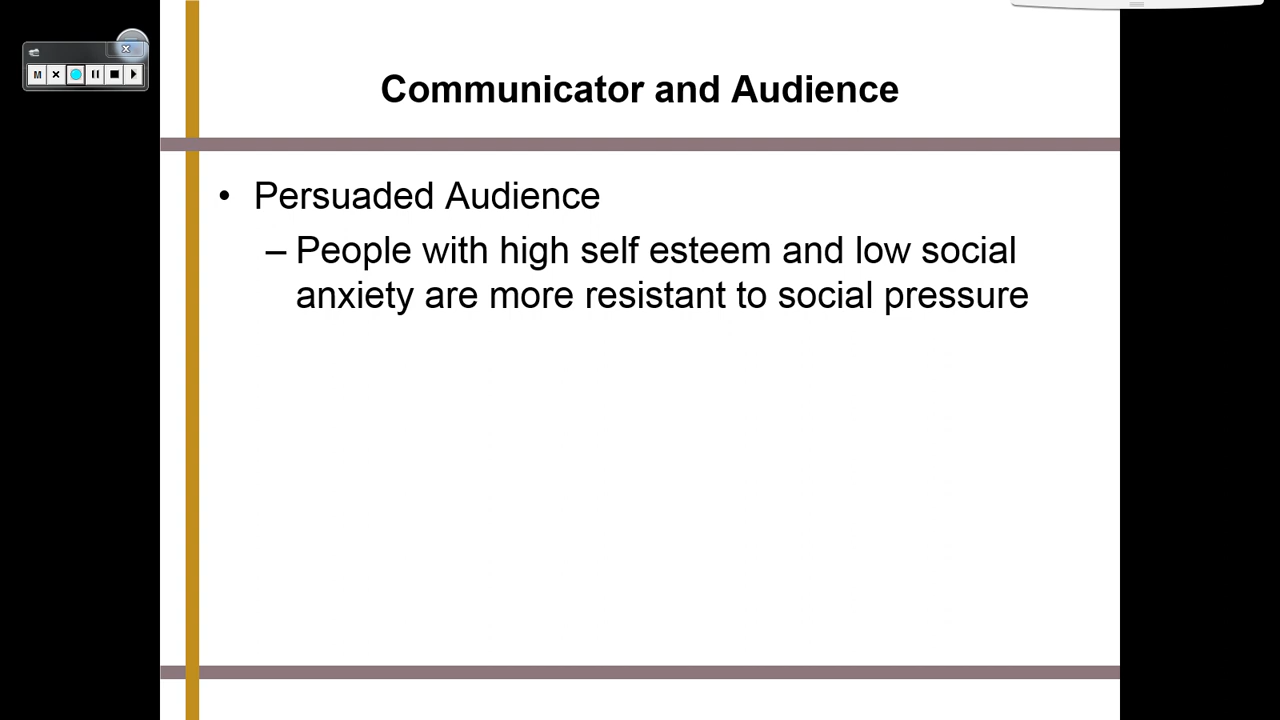 M
Communicator and Audience
• Persuaded Audience
– People with high self esteem and low social
anxiety are more resistant to social pressure